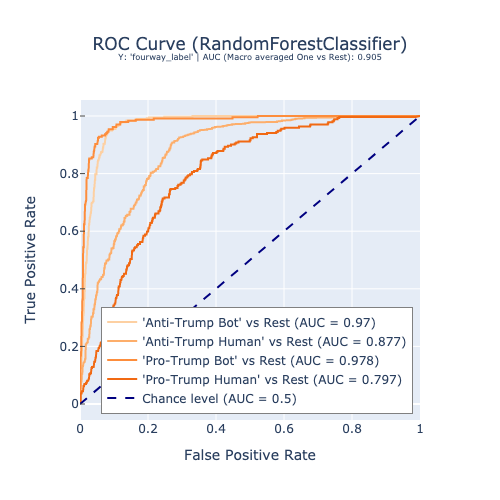 ROC Curve (RandomForestClassifier)
Y: 'fourway_label' | AUC (Macro averaged One vs Rest): 0.905
1
0.8
0.6
0.4
0.2
0
True Positive Rate
'Anti-Trump Bot' vs Rest (AUC = 0.97)
'Anti-Trump Human' vs Rest (AUC = 0.877)
'Pro-Trump Bot' vs Rest (AUC = 0.978)
'Pro-Trump Human' vs Rest (AUC = 0.797)
Chance level (AUC = 0.5)
0 0.2 0.4 0.6 0.8 1
False Positive Rate